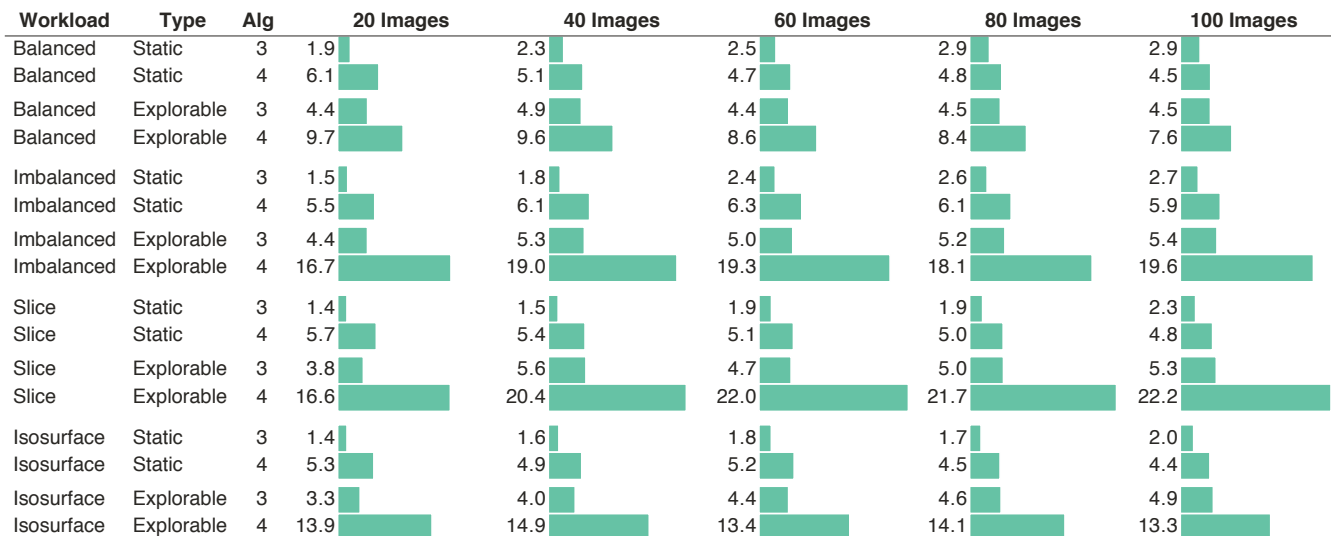 Workload Type Alg 20 Images 40 Images 60 Images 80 Images 100 Images
Balanced Static 3 1.9 2.3 2.5 2.9 2.9
Balanced Static 4 6.1 5.1 4.7 4.8 4.5
Balanced Explorable 3 4.4 4.9 4.4 4.5 4.5
Balanced Explorable 4 9.7 9.6 8.6 8.4 7.6
Imbalanced Static 3 1.5 1.8 2.4 2.6 2.7
Imbalanced Static 4 5.5 6.1 6.3 6.1 5.9
Imbalanced Explorable 3 4.4 5.3 5.0 5.2 5.4
Imbalanced Explorable 4 16.7 19.0 19.3 18.1 19.6
Slice Static 3 1.4 1.5 1.9 1.9 2.3
Slice Static 4 5.7 5.4 5.1 5.0 4.8
Slice Explorable 3 3.8 5.6 4.7 5.0 5.3
Slice Explorable 4 16.6 20.4 22.0 21.7 22.2
Isosurface Static 3 1.4 1.6 1.8 1.7 2.0
Isosurface Static 4 5.3 4.9 5.2 4.5 4.4
Isosurface Explorable 3 3.3 4.0 4.4 4.6 4.9
Isosurface Explorable 4 13.9 14.9 13.4 14.1 13.3